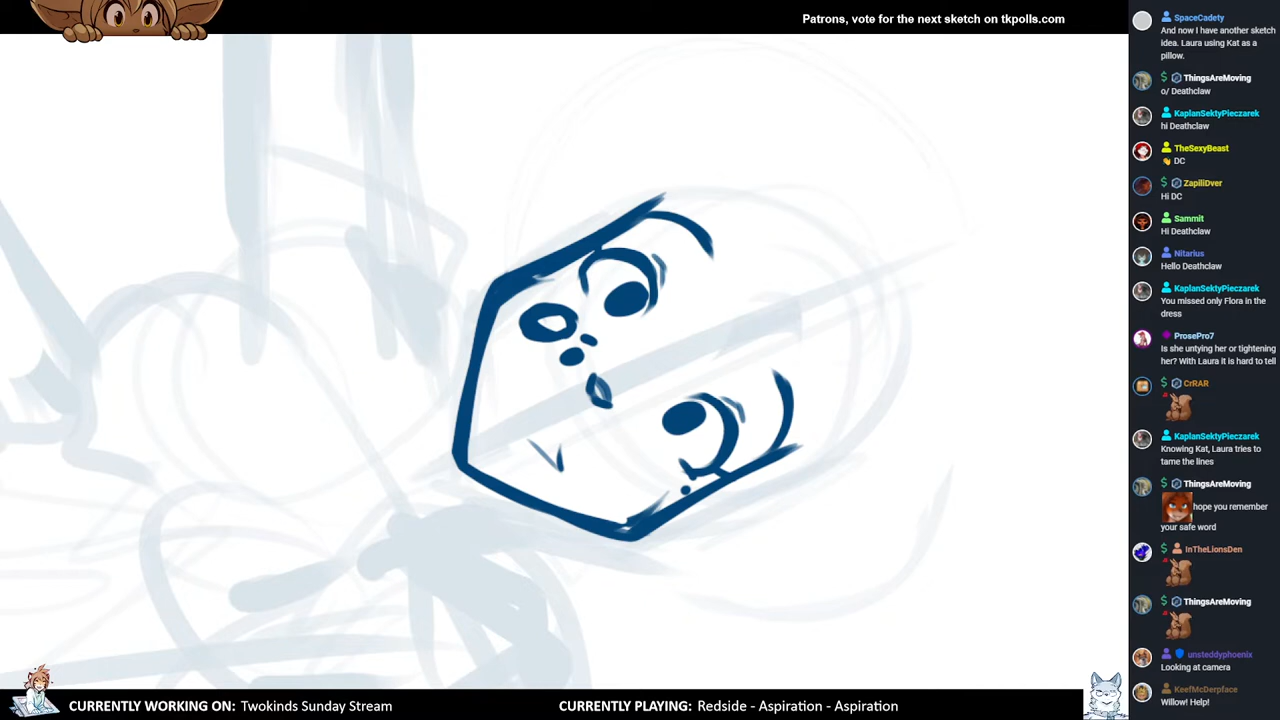 Patrons, vote for the next sketch on tkpolls.com
SpaceCadety
And now I have another sketch
idea. Laura using Kat as a
pillow.
$ ThingsAreMoving
o/ Deathclaw
KaplanSektyPieczarek
hi Deathclaw
TheSexyBeast
👋 DC
$ ZapiliDver
Hi DC
Sammit
Hi Deathclaw
Nitarius
Hello Deathclaw
KaplanSektyPieczarek
You missed only Flora in the
dress
ProsePro7
Is she untying her or tightening
her? With Laura it is hard to tell
$ CrRAR
KaplanSektyPieczarek
Knowing Kat, Laura tries to
tame the lines
$ ThingsAreMoving
hope you remember
your safe word
$ InTheLionsDen
$ ThingsAreMoving
unsteddyphoenix
Looking at camera
KeefMcDerpface
Willow! Help!
CURRENTLY WORKING ON: Twokinds Sunday Stream
CURRENTLY PLAYING: Redside - Aspiration - Aspiration